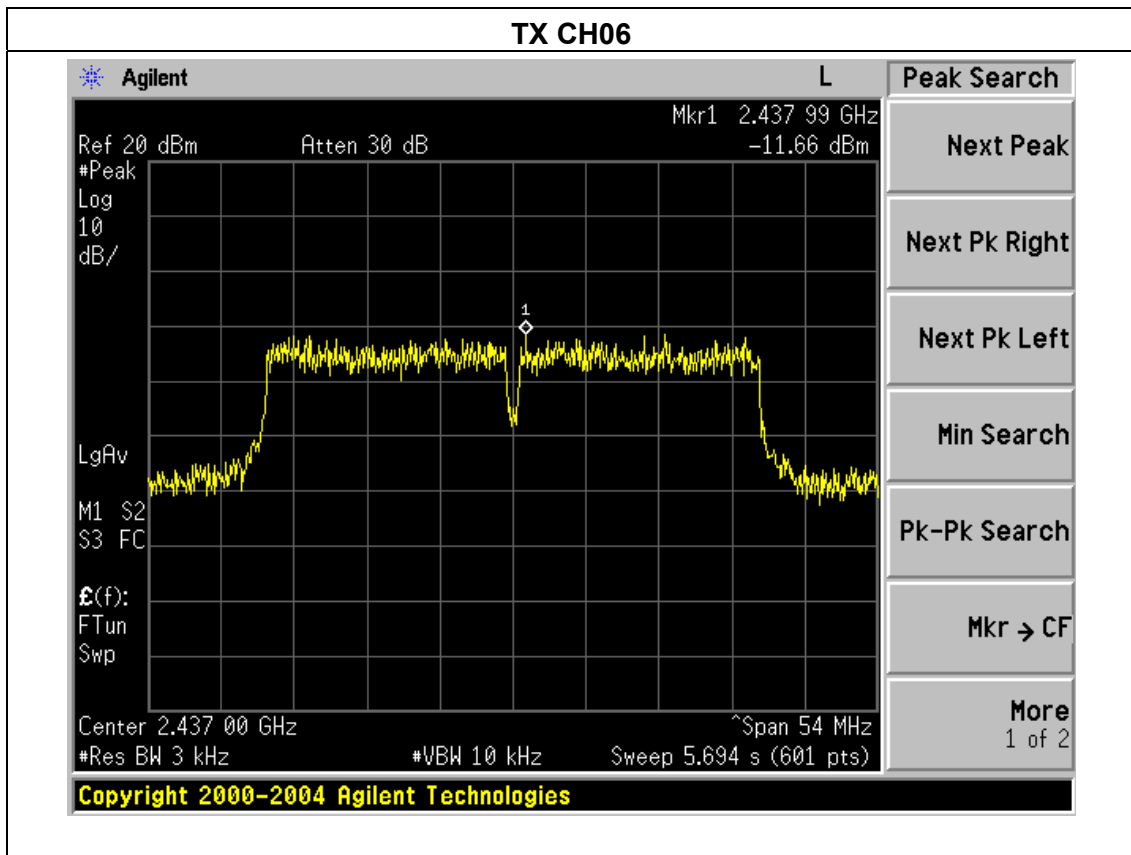 TX CH06
Agilent L Peak Search
Mkr1 2.437 99 GHz
Ref 20 dBm Atten 30 dB -11.66 dBm
#Peak
Log
10
dB/
1
LgAv
M1 S2
S3 FC
£(f):
FTun
Swp
Center 2.437 00 GHz ^Span 54 MHz
#Res BW 3 kHz #VBW 10 kHz Sweep 5.694 s (601 pts)
Copyright 2000-2004 Agilent Technologies
Next Peak
Next Pk Right
Next Pk Left
Min Search
Pk-Pk Search
Mkr → CF
More
1 of 2